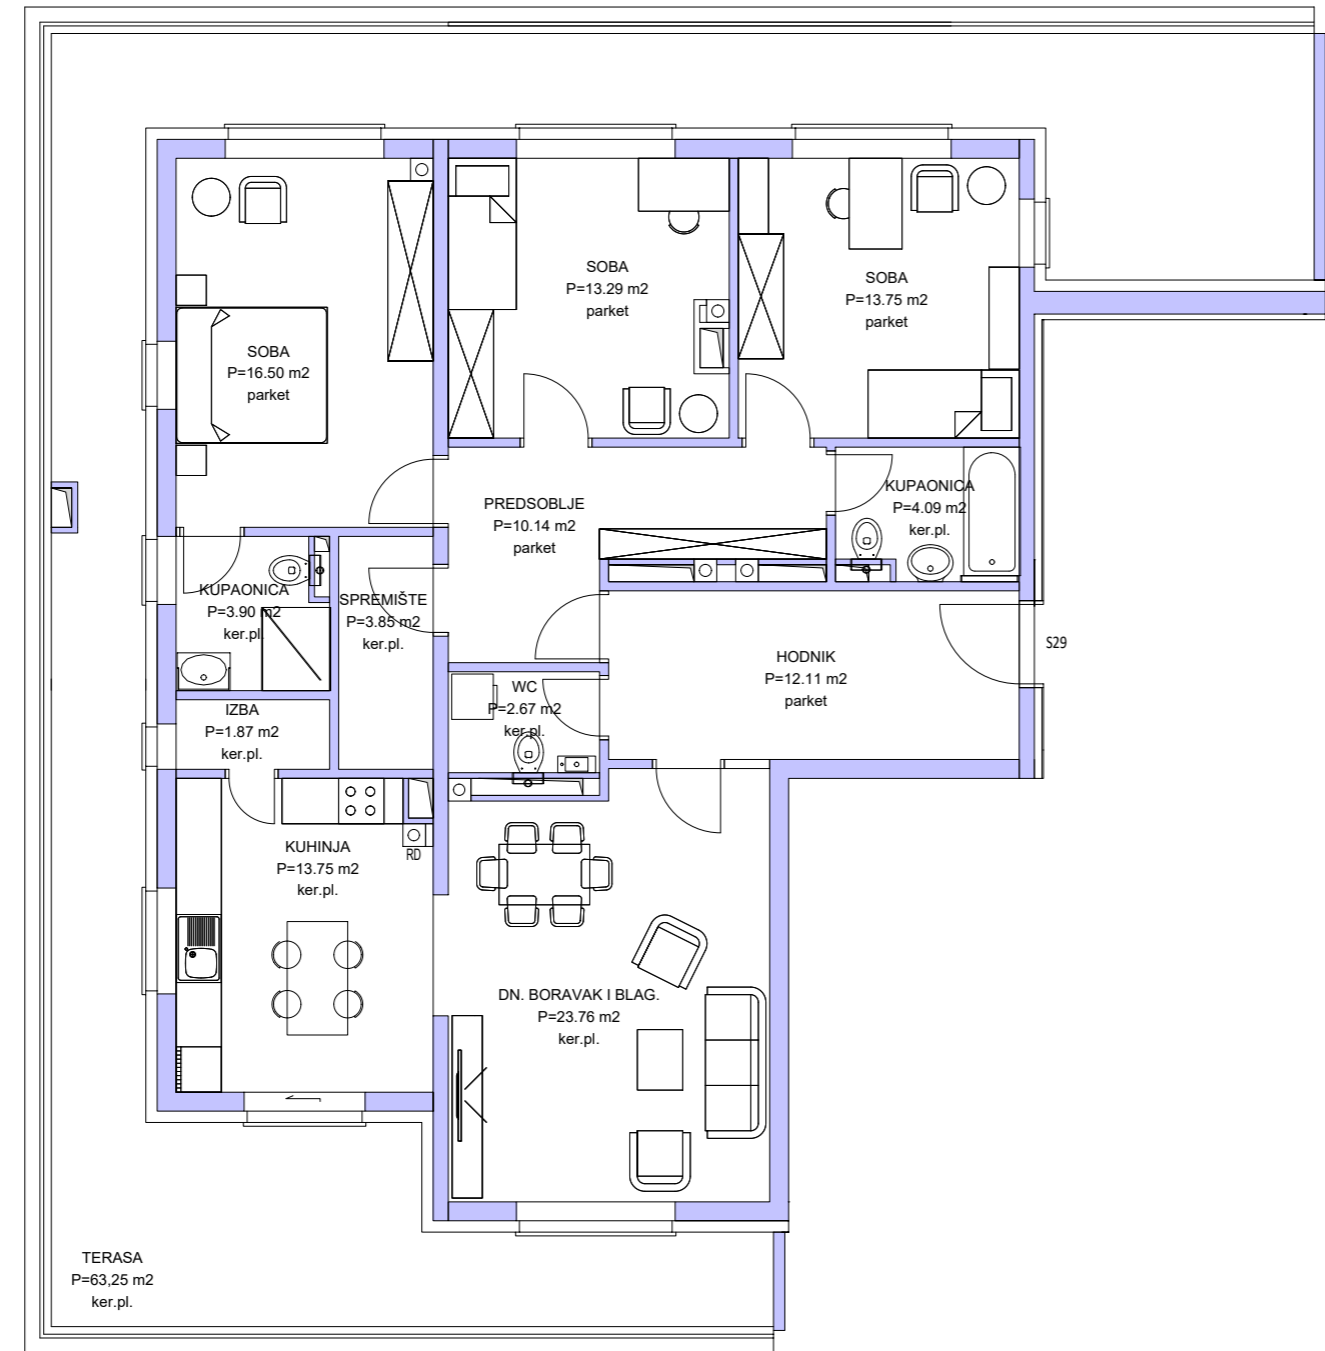 SOBA
P=16.50 m2
parket
SOBA
P=13.29 m2
parket
SOBA
P=13.75 m2
parket
PREDSOBLJE
P=10.14 m2
parket
KUPAONICA
P=4.09 m2
ker.pl.
KUPAONICA
P=3.90 m2
ker.pl.
SPREMIŠTE
P=3.85 m2
ker.pl.
HODNIK
P=12.11 m2
parket
S29
WC
P=2.67 m2
ker.pl.
IZBA
P=1.87 m2
ker.pl.
KUHINJA
P=13.75 m2
ker.pl.
RD
DN. BORAVAK I BLAG.
P=23.76 m2
ker.pl.
TERASA
P=63,25 m2
ker.pl.